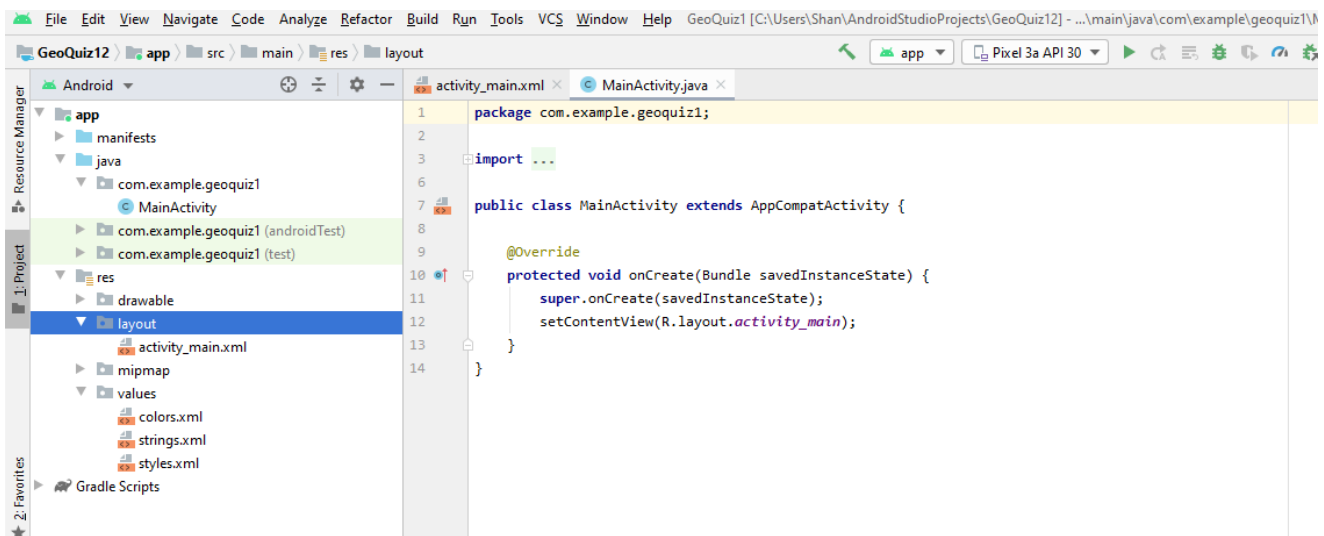 File Edit View Navigate Code Analyze Refactor Build Run Tools VCS Window Help GeoQuiz1 [C:\Users\Shan\AndroidStudioProjects\GeoQuiz12] - ...\main\java\com\example\geoquiz1\
GeoQuiz12 app src main res layout app Pixel 3a API 30
Android activity_main.xml MainActivity.java
Resource Manager
1: Project
2: Favorites
app
manifests
java
com.example.geoquiz1
MainActivity
com.example.geoquiz1 (androidTest)
com.example.geoquiz1 (test)
res
drawable
layout
activity_main.xml
mipmap
values
colors.xml
strings.xml
styles.xml
Gradle Scripts
1 package com.example.geoquiz1;
2
3 import ...
6
7 public class MainActivity extends AppCompatActivity {
8
9 @Override
10 protected void onCreate(Bundle savedInstanceState) {
11 super.onCreate(savedInstanceState);
12 setContentView(R.layout.activity_main);
13 }
14 }